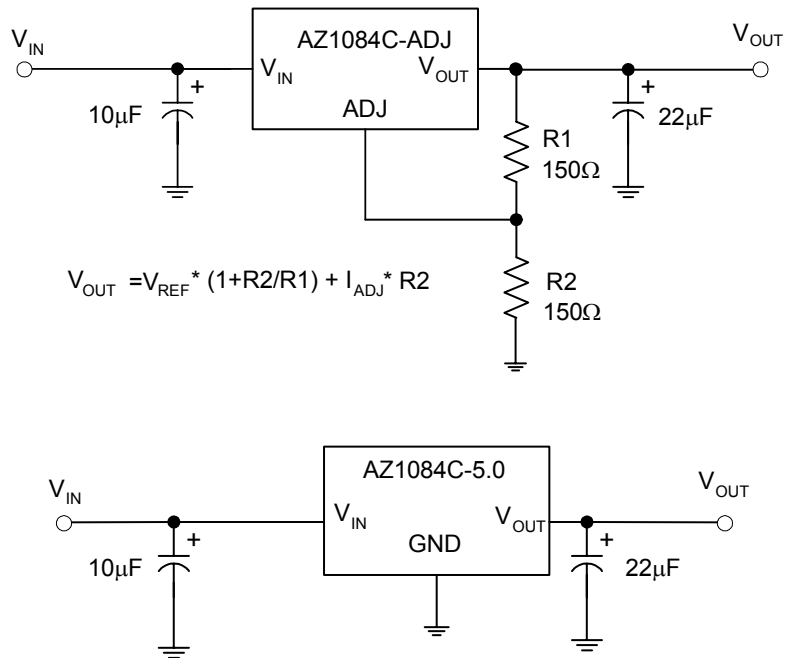 V_IN
AZ1084C-ADJ
V_OUT
V_IN
V_OUT
ADJ
+
10μF
+
22μF
R1
150Ω
V_OUT =V_REF* (1+R2/R1) + I_ADJ* R2
R2
150Ω
AZ1084C-5.0
V_IN
V_OUT
V_IN
V_OUT
GND
+
10μF
+
22μF